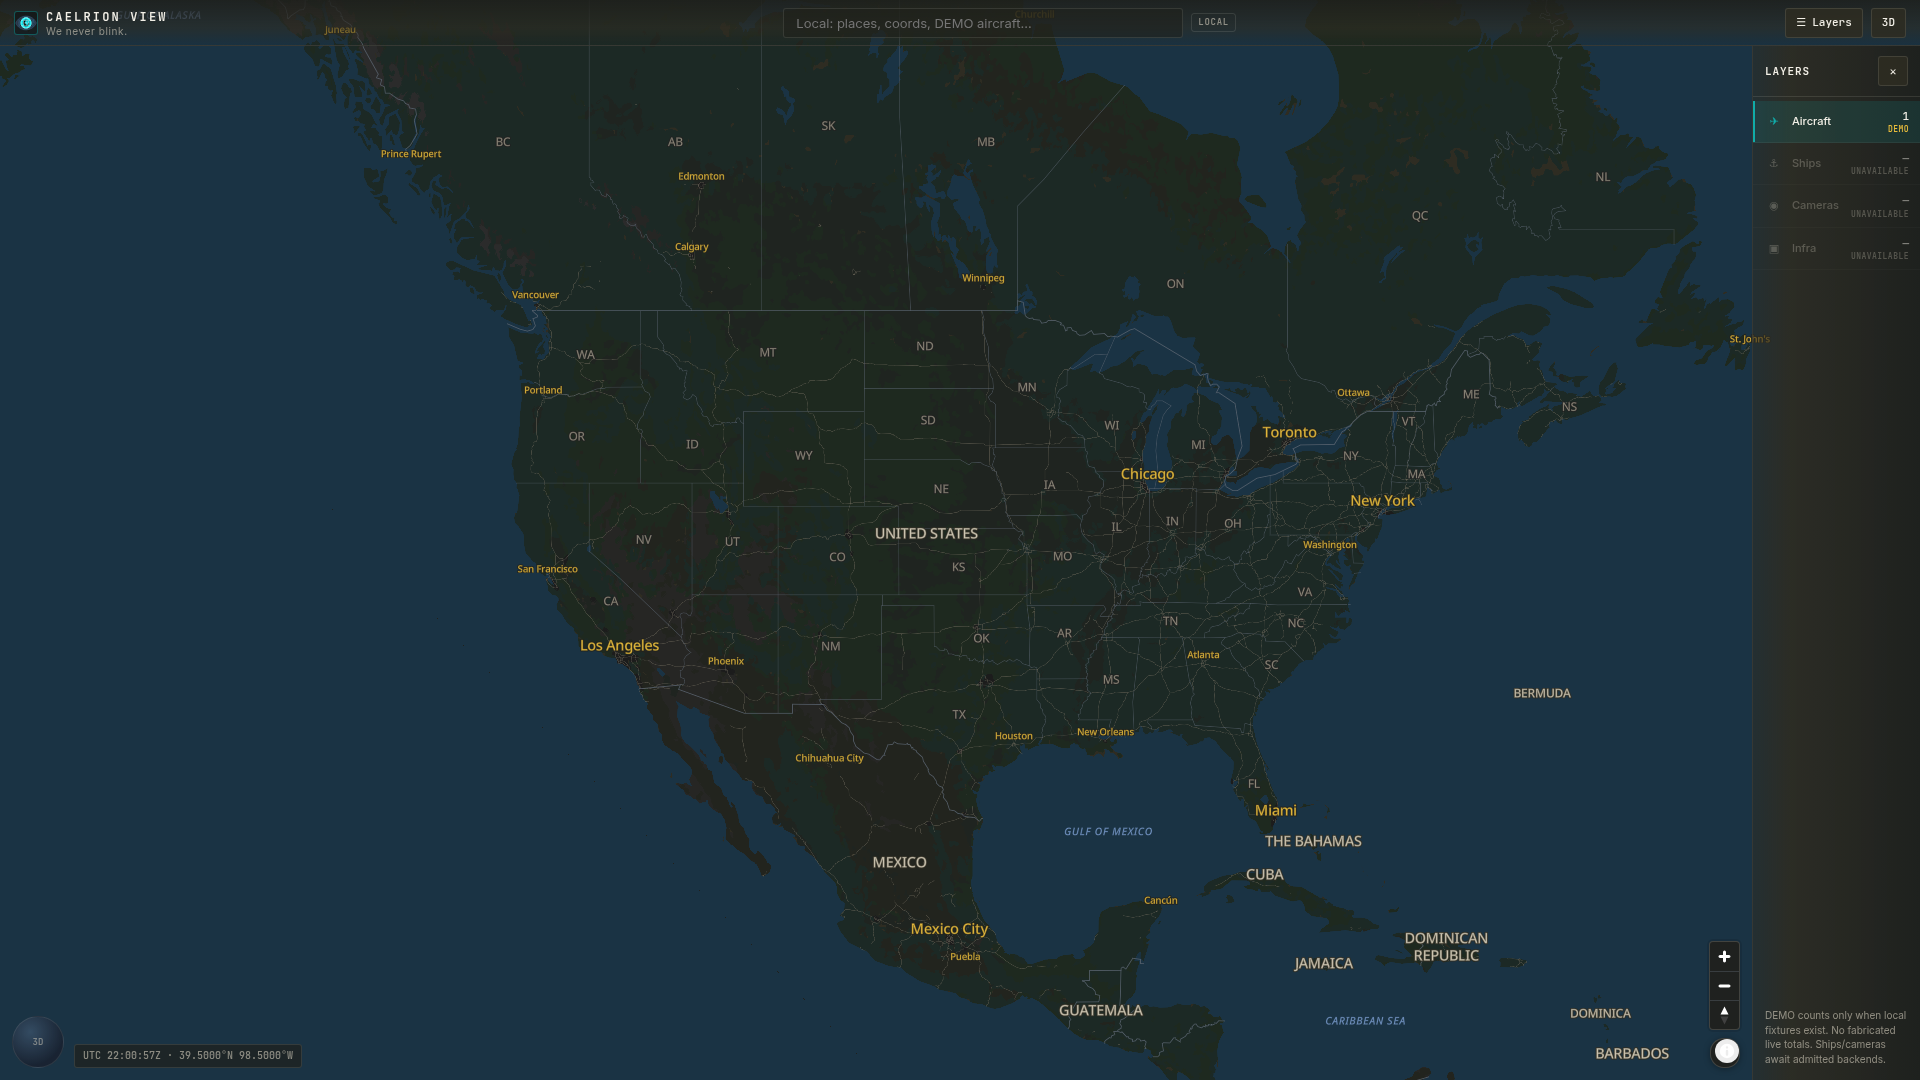 CAELRION VIEW
We never blink.
Local: places, coords, DEMO aircraft...
LOCAL
☰ Layers
3D
LAYERS
×
Aircraft
1
DEMO
Ships
—
UNAVAILABLE
Cameras
—
UNAVAILABLE
Infra
—
UNAVAILABLE
ALASKA
Churchill
Juneau
SK
BC
AB
MB
Prince Rupert
Edmonton
NL
QC
Calgary
Winnipeg
ON
Vancouver
St. John's
ND
MT
WA
MN
Portland
Ottawa
ME
NS
SD
VT
WI
Toronto
OR
ID
MI
WY
NY
Chicago
MA
IA
NE
New York
IN
OH
IL
UNITED STATES
NV
UT
Washington
CO
MO
KS
San Francisco
VA
CA
TN
NC
AR
OK
Los Angeles
NM
Atlanta
Phoenix
SC
MS
BERMUDA
TX
Houston
New Orleans
Chihuahua City
FL
Miami
GULF OF MEXICO
THE BAHAMAS
MEXICO
CUBA
Cancún
Mexico City
DOMINICAN
REPUBLIC
Puebla
JAMAICA
GUATEMALA
DOMINICA
CARIBBEAN SEA
BARBADOS
3D
UTC 22:00:57Z · 39.5000°N 98.5000°W
DEMO counts only when local
fixtures exist. No fabricated
live totals. Ships/cameras
await admitted backends.